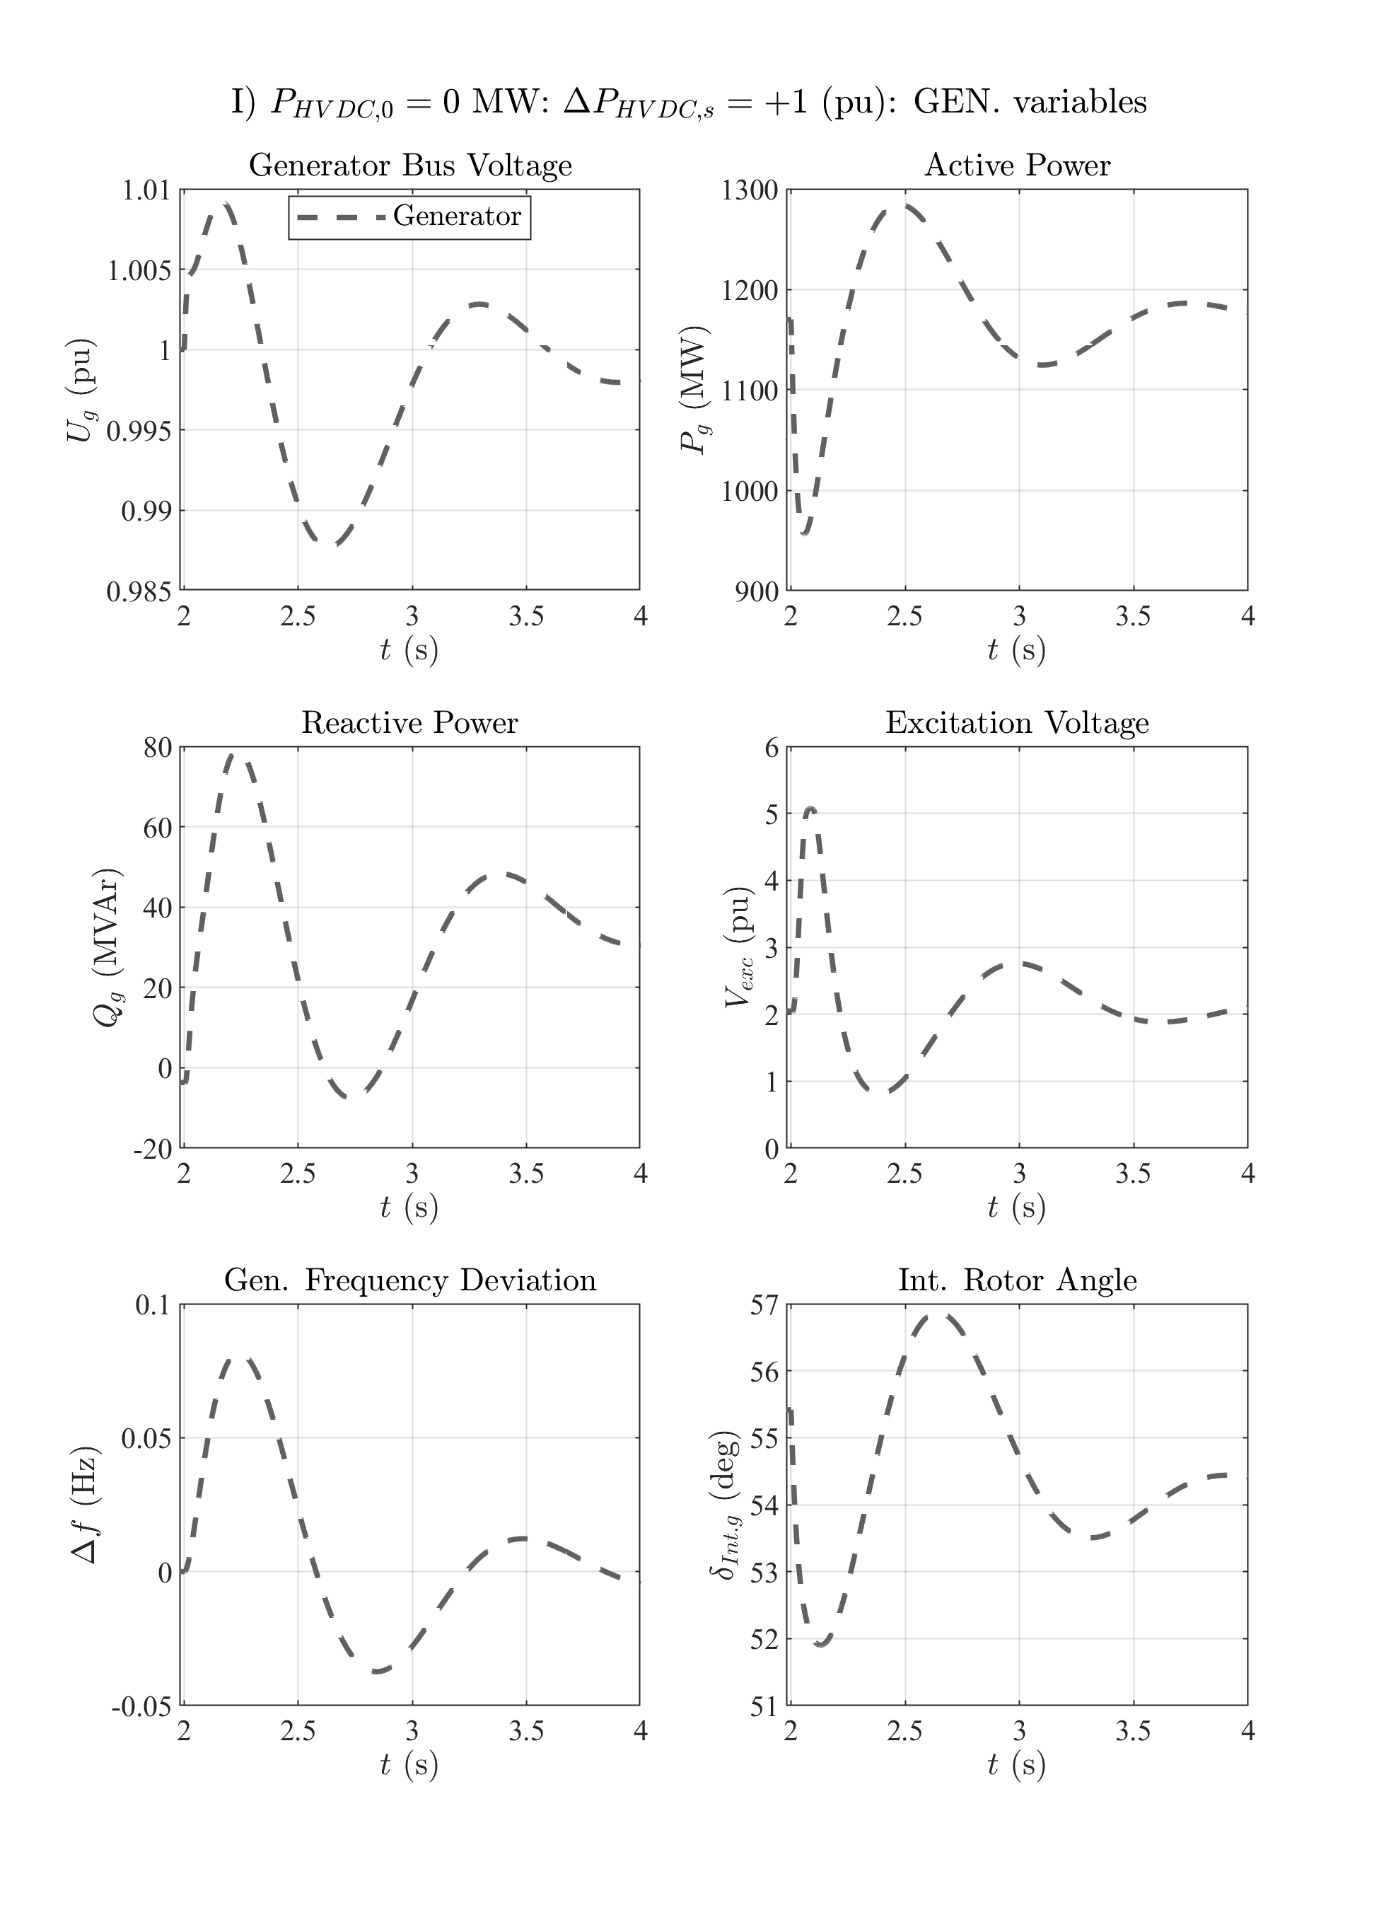 I) P_{HVDC,0} = 0 MW: ΔP_{HVDC,s} = +1 (pu): GEN. variables
Generator Bus Voltage
1.01
1.005
1
0.995
0.99
0.985
U_g (pu)
Generator
2 2.5 3 3.5 4
t (s)
Active Power
1300
1200
1100
1000
900
P_g (MW)
2 2.5 3 3.5 4
t (s)
Reactive Power
80
60
40
20
0
-20
Q_g (MVAr)
2 2.5 3 3.5 4
t (s)
Excitation Voltage
6
5
4
3
2
1
0
V_{exc} (pu)
2 2.5 3 3.5 4
t (s)
Gen. Frequency Deviation
0.1
0.05
0
-0.05
Δf (Hz)
2 2.5 3 3.5 4
t (s)
Int. Rotor Angle
57
56
55
54
53
52
51
δ_{Int.g} (deg)
2 2.5 3 3.5 4
t (s)